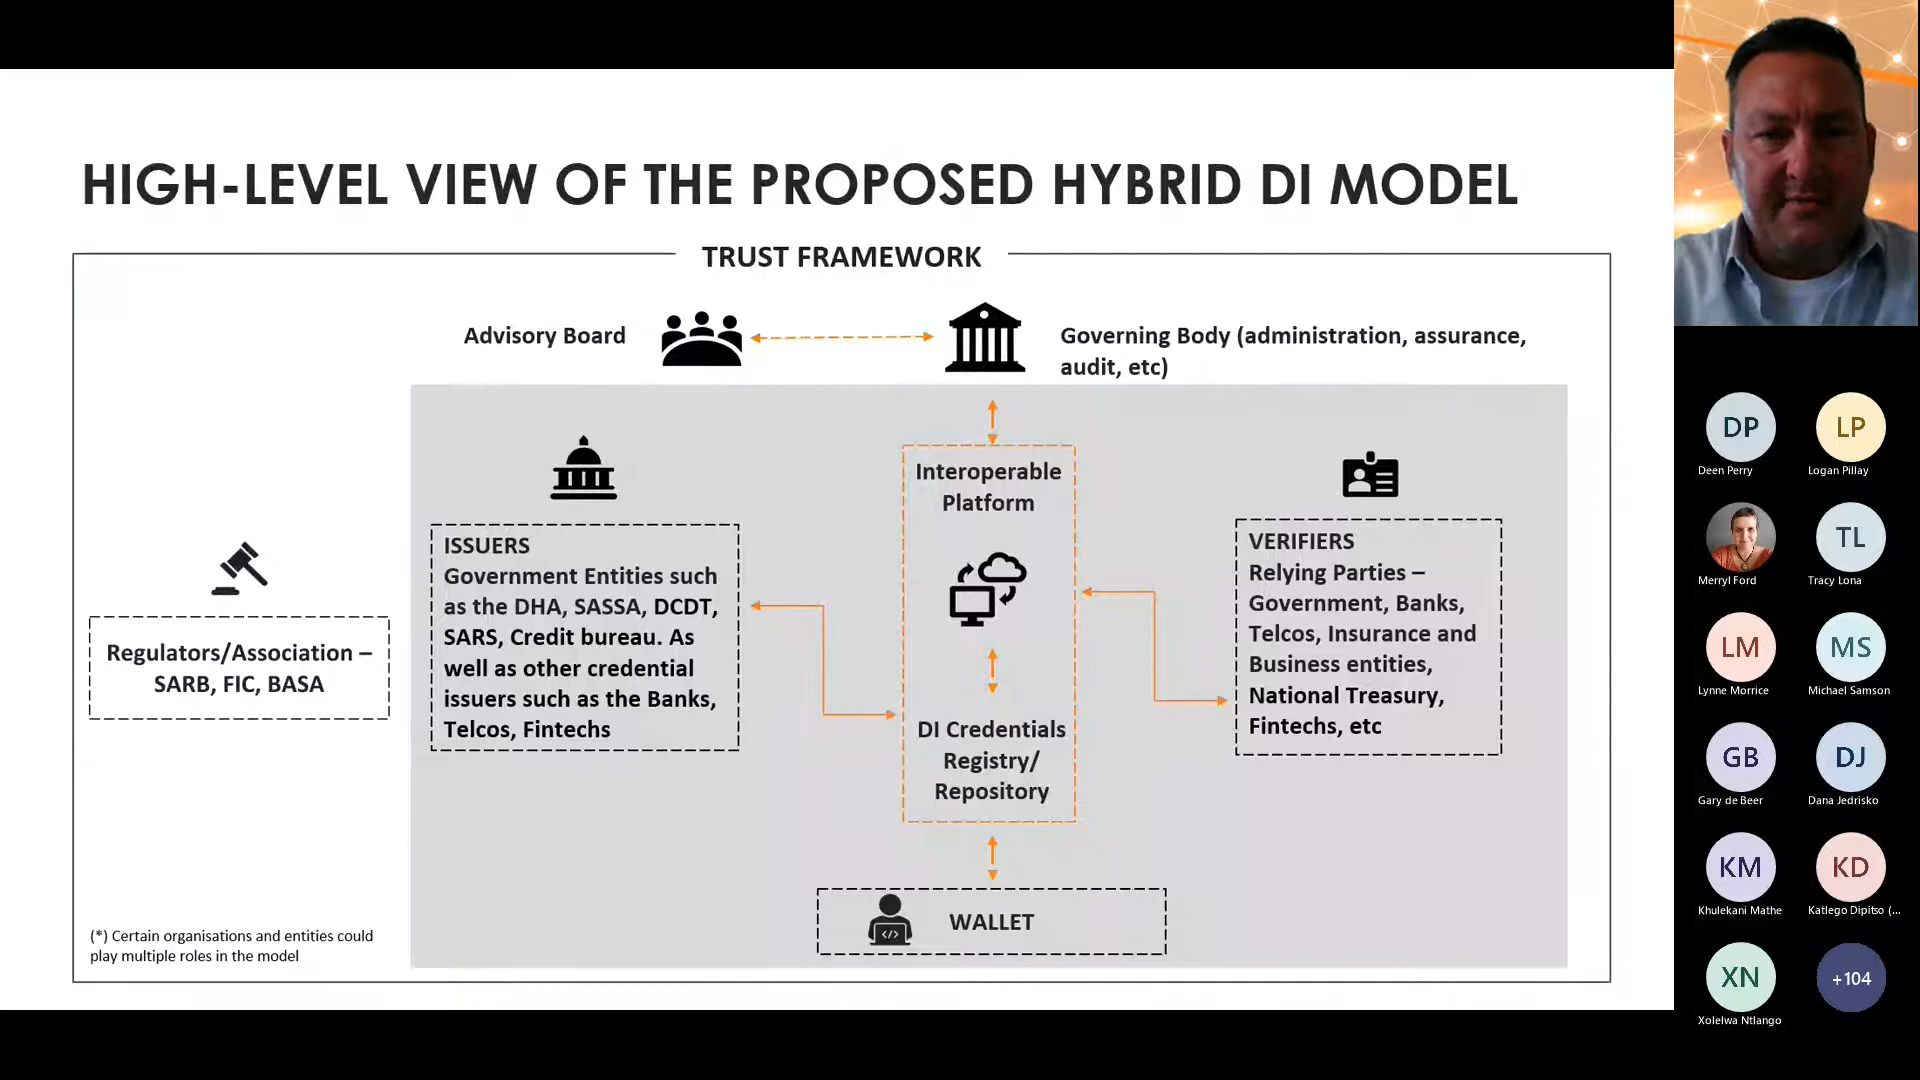 HIGH-LEVEL VIEW OF THE PROPOSED HYBRID DI MODEL
TRUST FRAMEWORK
Advisory Board
Governing Body (administration, assurance,
audit, etc)
Regulators/Association –
SARB, FIC, BASA
ISSUERS
Government Entities such
as the DHA, SASSA, DCDT,
SARS, Credit bureau. As
well as other credential
issuers such as the Banks,
Telcos, Fintechs
Interoperable
Platform
DI Credentials
Registry/
Repository
VERIFIERS
Relying Parties –
Government, Banks,
Telcos, Insurance and
Business entities,
National Treasury,
Fintechs, etc
</> WALLET
(*) Certain organisations and entities could
play multiple roles in the model
DP
Deen Perry
LP
Logan Pillay
Merryl Ford
TL
Tracy Lona
LM
Lynne Morrice
MS
Michael Samson
GB
Gary de Beer
DJ
Dana Jedrisko
KM
Khulekani Mathe
KD
Katlego Dipitso (...
XN
Xolelwa Ntlango
+104